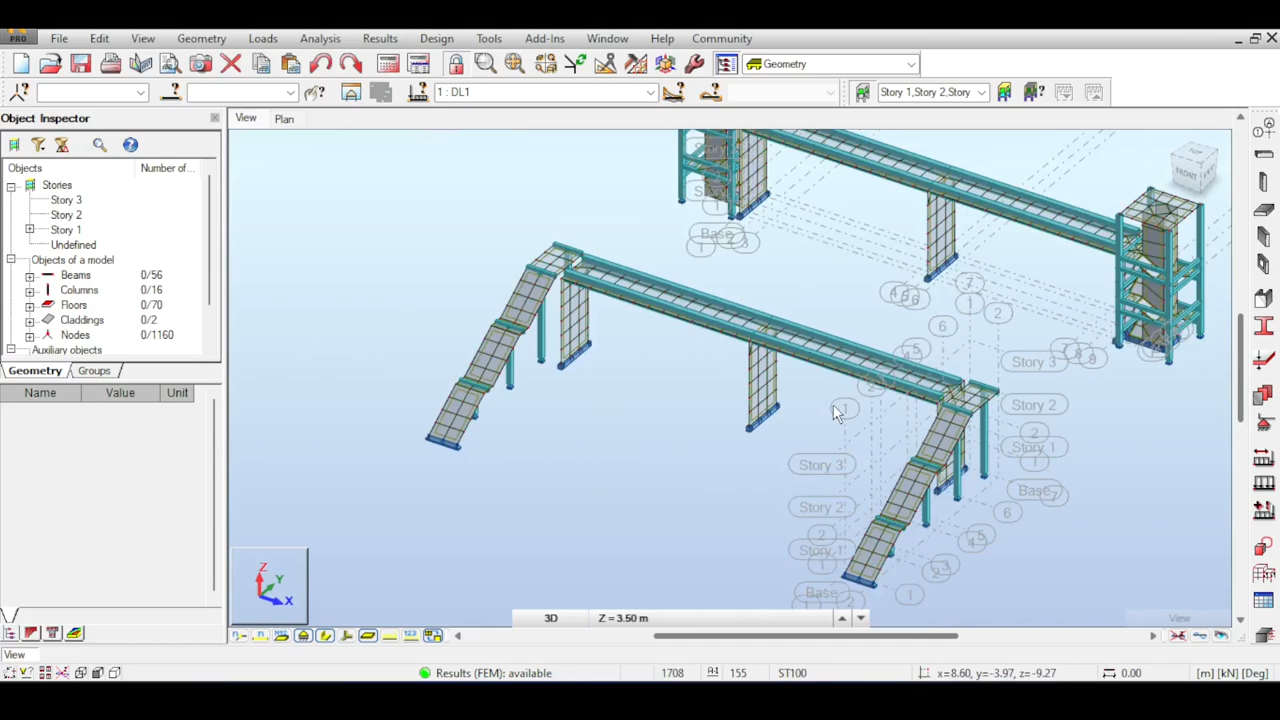 PRO File Edit View Geometry Loads Analysis Results Design Tools Add-Ins Window Help Community
Geometry
1 : DL1
Story 1,Story 2,Story
Object Inspector
View Plan
Objects Number of...
Stories
Story 3
Story 2
Story 1
Undefined
Objects of a model
Beams 0/56
Columns 0/16
Floors 0/70
Claddings 0/2
Nodes 0/1160
Auxiliary objects
Geometry Groups
Name Value Unit
TOP
FRONT
Base
Story 3
Story 2
Story 1
Base
Story 3'
Story 2'
Story 1'
Base
Z
Y
X
3D Z = 3.50 m
View
View
Results (FEM): available 1708 155 ST100 x=8.60, y=-3.97, z=-9.27 0.00 [m] [kN] [Deg]